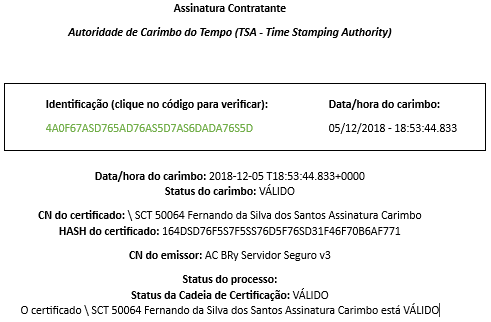 Assinatura Contratante
Autoridade de Carimbo do Tempo (TSA - Time Stamping Authority)
Identificação (clique no código para verificar):
Data/hora do carimbo:
4A0F67ASD765AD76AS5D7AS6DADA76S5D
05/12/2018 - 18:53:44.833
Data/hora do carimbo: 2018-12-05 T18:53:44.833+0000
Status do carimbo: VÁLIDO
CN do certificado: \ SCT 50064 Fernando da Silva dos Santos Assinatura Carimbo
HASH do certificado: 164DSD76F5S7F5SS76D5F76SD31F46F70B6AF771
CN do emissor: AC BRy Servidor Seguro v3
Status do processo:
Status da Cadeia de Certificação: VÁLIDO
O certificado \ SCT 50064 Fernando da Silva dos Santos Assinatura Carimbo está VÁLIDO